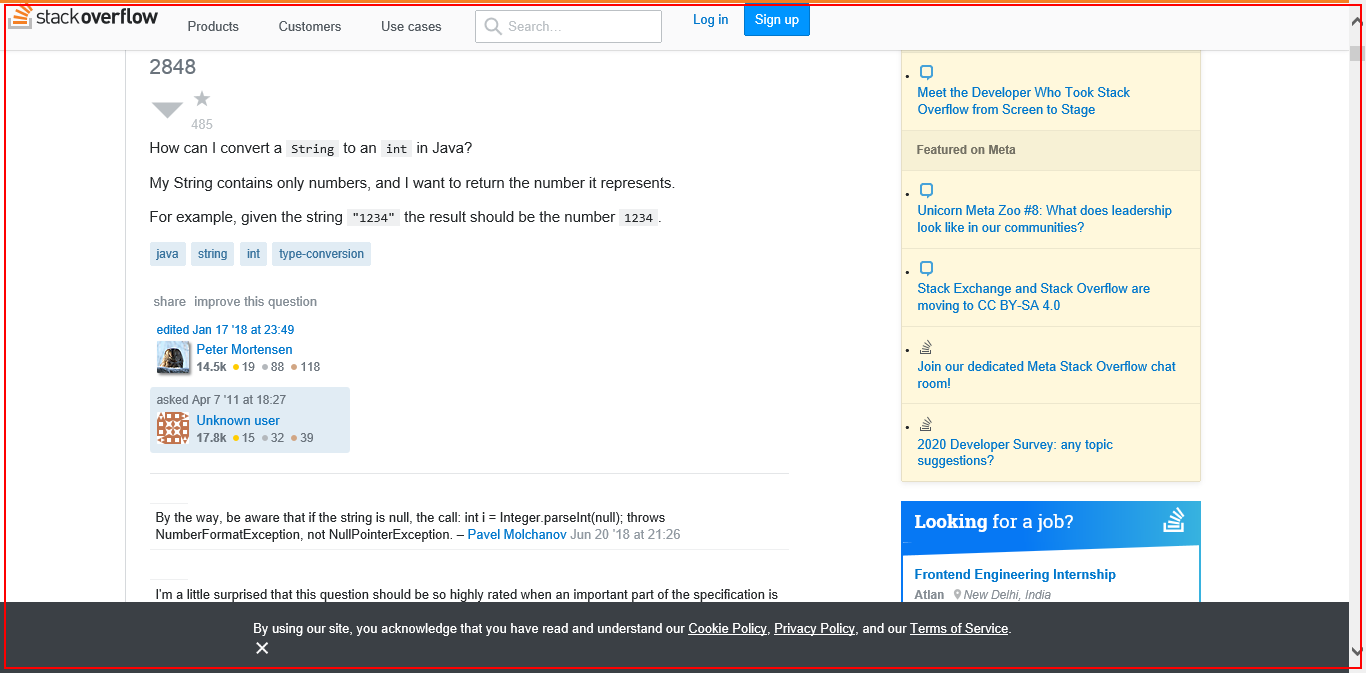 stackoverflow
Products Customers Use cases Search... Log in Sign up
2848
485
How can I convert a String to an int in Java?
My String contains only numbers, and I want to return the number it represents.
For example, given the string "1234" the result should be the number 1234.
java string int type-conversion
share improve this question
edited Jan 17 '18 at 23:49
Peter Mortensen
14.5k 19 88 118
asked Apr 7 '11 at 18:27
Unknown user
17.8k 15 32 39
By the way, be aware that if the string is null, the call: int i = Integer.parseInt(null); throws
NumberFormatException, not NullPointerException. – Pavel Molchanov Jun 20 '18 at 21:26
I'm a little surprised that this question should be so highly rated when an important part of the specification is
Meet the Developer Who Took Stack
Overflow from Screen to Stage
Featured on Meta
Unicorn Meta Zoo #8: What does leadership
look like in our communities?
Stack Exchange and Stack Overflow are
moving to CC BY-SA 4.0
Join our dedicated Meta Stack Overflow chat
room!
2020 Developer Survey: any topic
suggestions?
Looking for a job?
Frontend Engineering Internship
Atlan New Delhi, India
By using our site, you acknowledge that you have read and understand our Cookie Policy, Privacy Policy, and our Terms of Service.